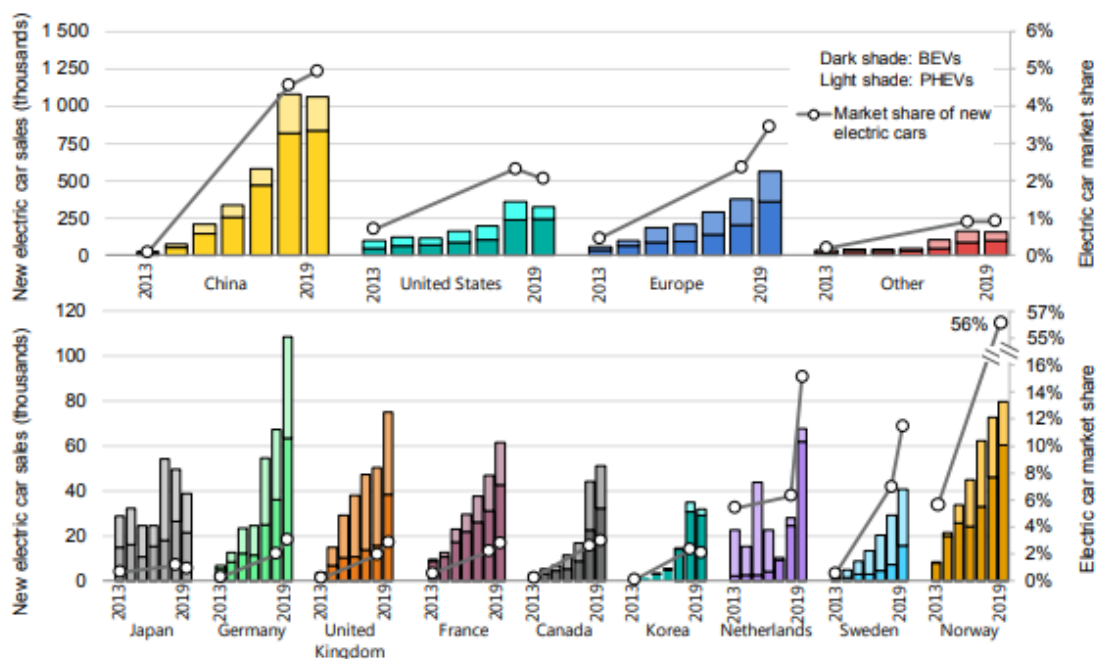 New electric car sales (thousands)
1 500
1 250
1 000
750
500
250
0
2013
2019
China
2013
2019
United States
2013
2019
Europe
2013
2019
Other
6%
5%
4%
3%
2%
1%
0%
Electric car market share
Dark shade: BEVs
Light shade: PHEVs
Market share of new
electric cars
New electric car sales (thousands)
120
100
80
60
40
20
0
2013
2019
Japan
2013
2019
Germany
2013
2019
United
Kingdom
2013
2019
France
2013
2019
Canada
2013
2019
Korea
2013
2019
Netherlands
2013
2019
Sweden
2013
2019
Norway
56%
57%
55%
16%
14%
12%
10%
8%
6%
4%
2%
0%
Electric car market share